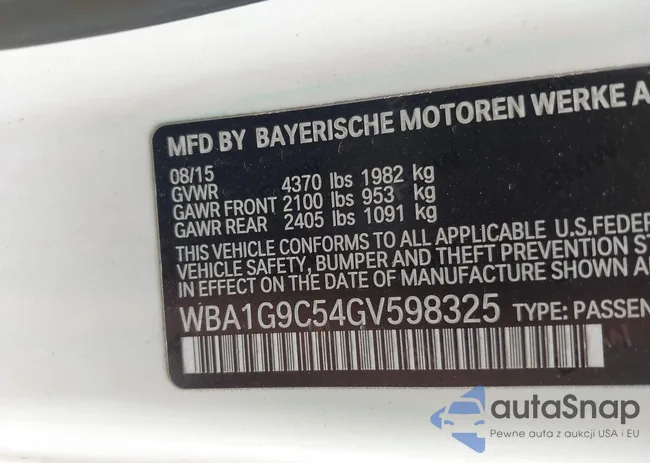 MFD BY BAYERISCHE MOTOREN WERKE A
08/15
GVWR 4370 lbs 1982 kg
GAWR FRONT 2100 lbs 953 kg
GAWR REAR 2405 lbs 1091 kg
THIS VEHICLE CONFORMS TO ALL APPLICABLE U.S.FEDER
VEHICLE SAFETY, BUMPER AND THEFT PREVENTION ST
ON THE DATE OF MANUFACTURE SHOWN A
WBA1G9C54GV598325 TYPE: PASSEN
autaSnap
Pewne auta z aukcji USA i EU